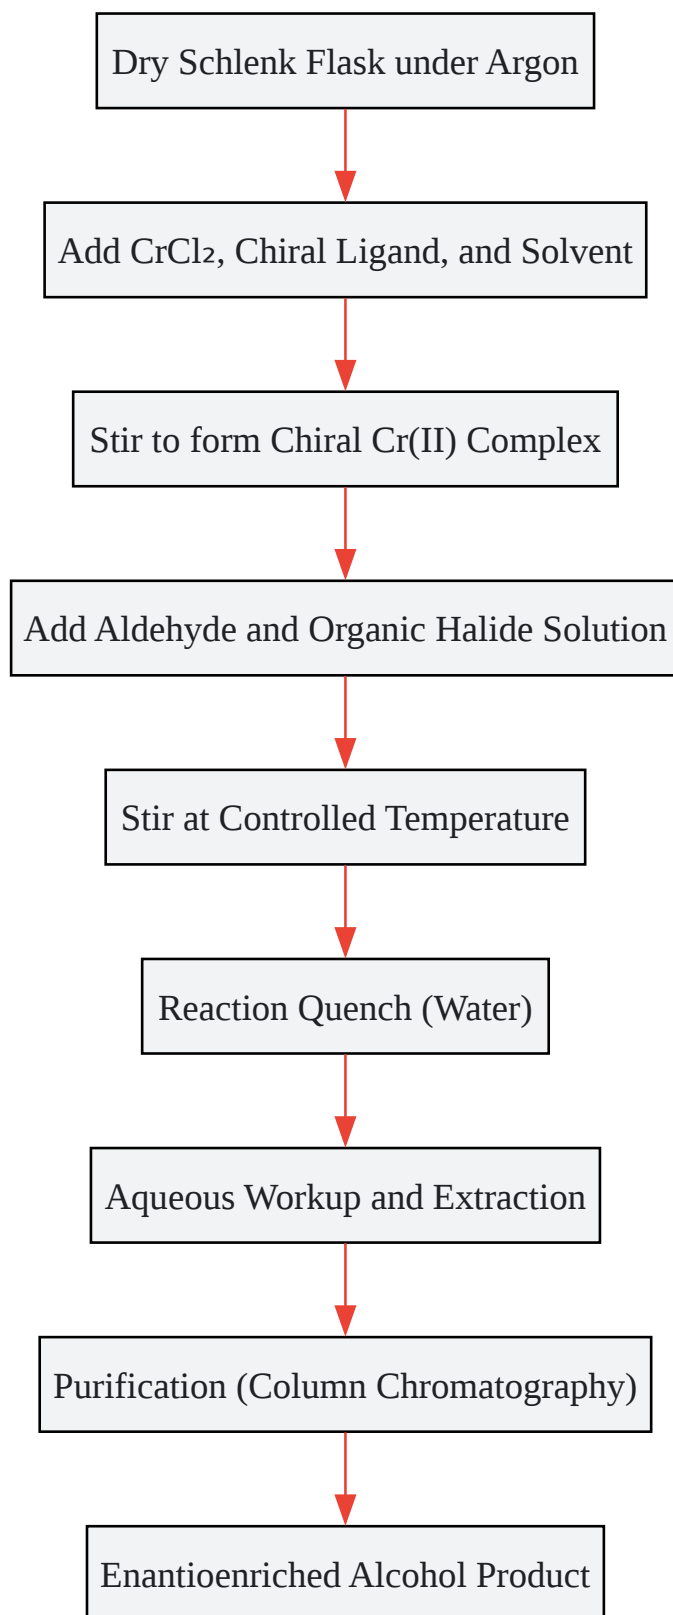 Dry Schlenk Flask under Argon
Add CrCl₂, Chiral Ligand, and Solvent
Stir to form Chiral Cr(II) Complex
Add Aldehyde and Organic Halide Solution
Stir at Controlled Temperature
Reaction Quench (Water)
Aqueous Workup and Extraction
Purification (Column Chromatography)
Enantioenriched Alcohol Product